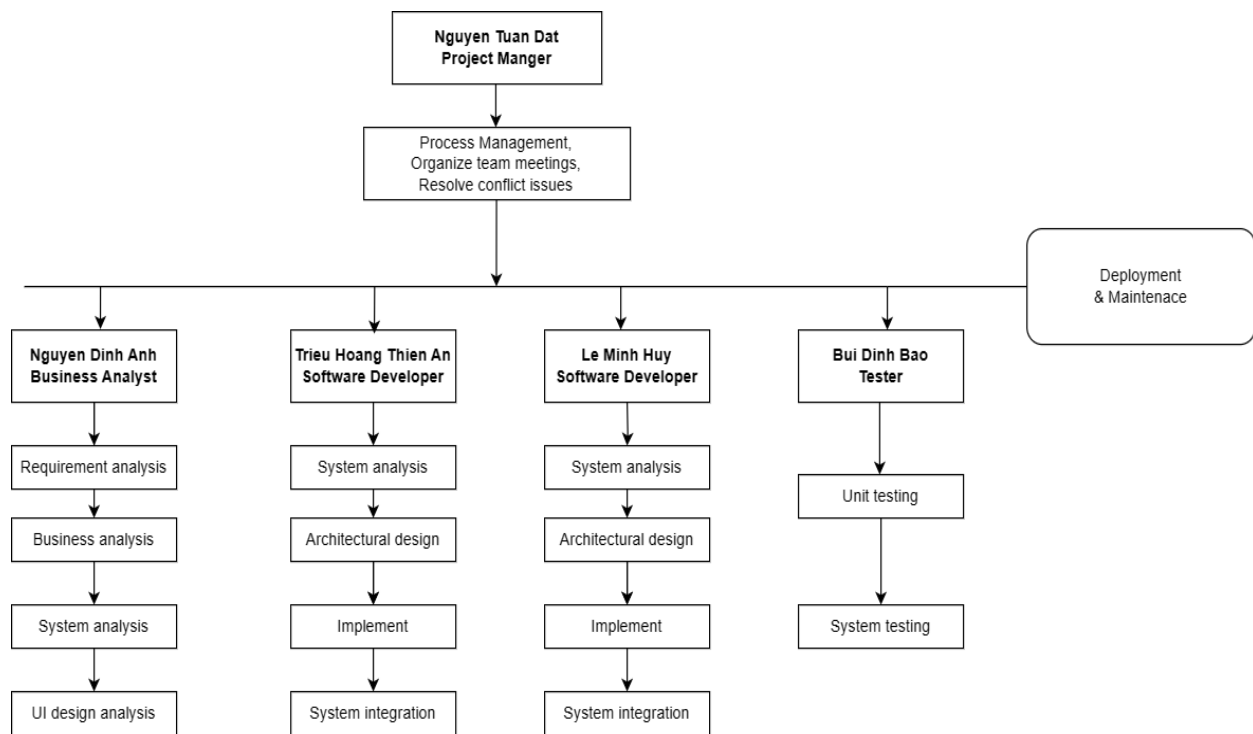 Nguyen Tuan Dat
Project Manger
Process Management,
Organize team meetings,
Resolve conflict issues
Deployment
& Maintenace
Nguyen Dinh Anh
Business Analyst
Trieu Hoang Thien An
Software Developer
Le Minh Huy
Software Developer
Bui Dinh Bao
Tester
Requirement analysis
System analysis
System analysis
Unit testing
Business analysis
Architectural design
Architectural design
System analysis
Implement
Implement
System testing
UI design analysis
System integration
System integration